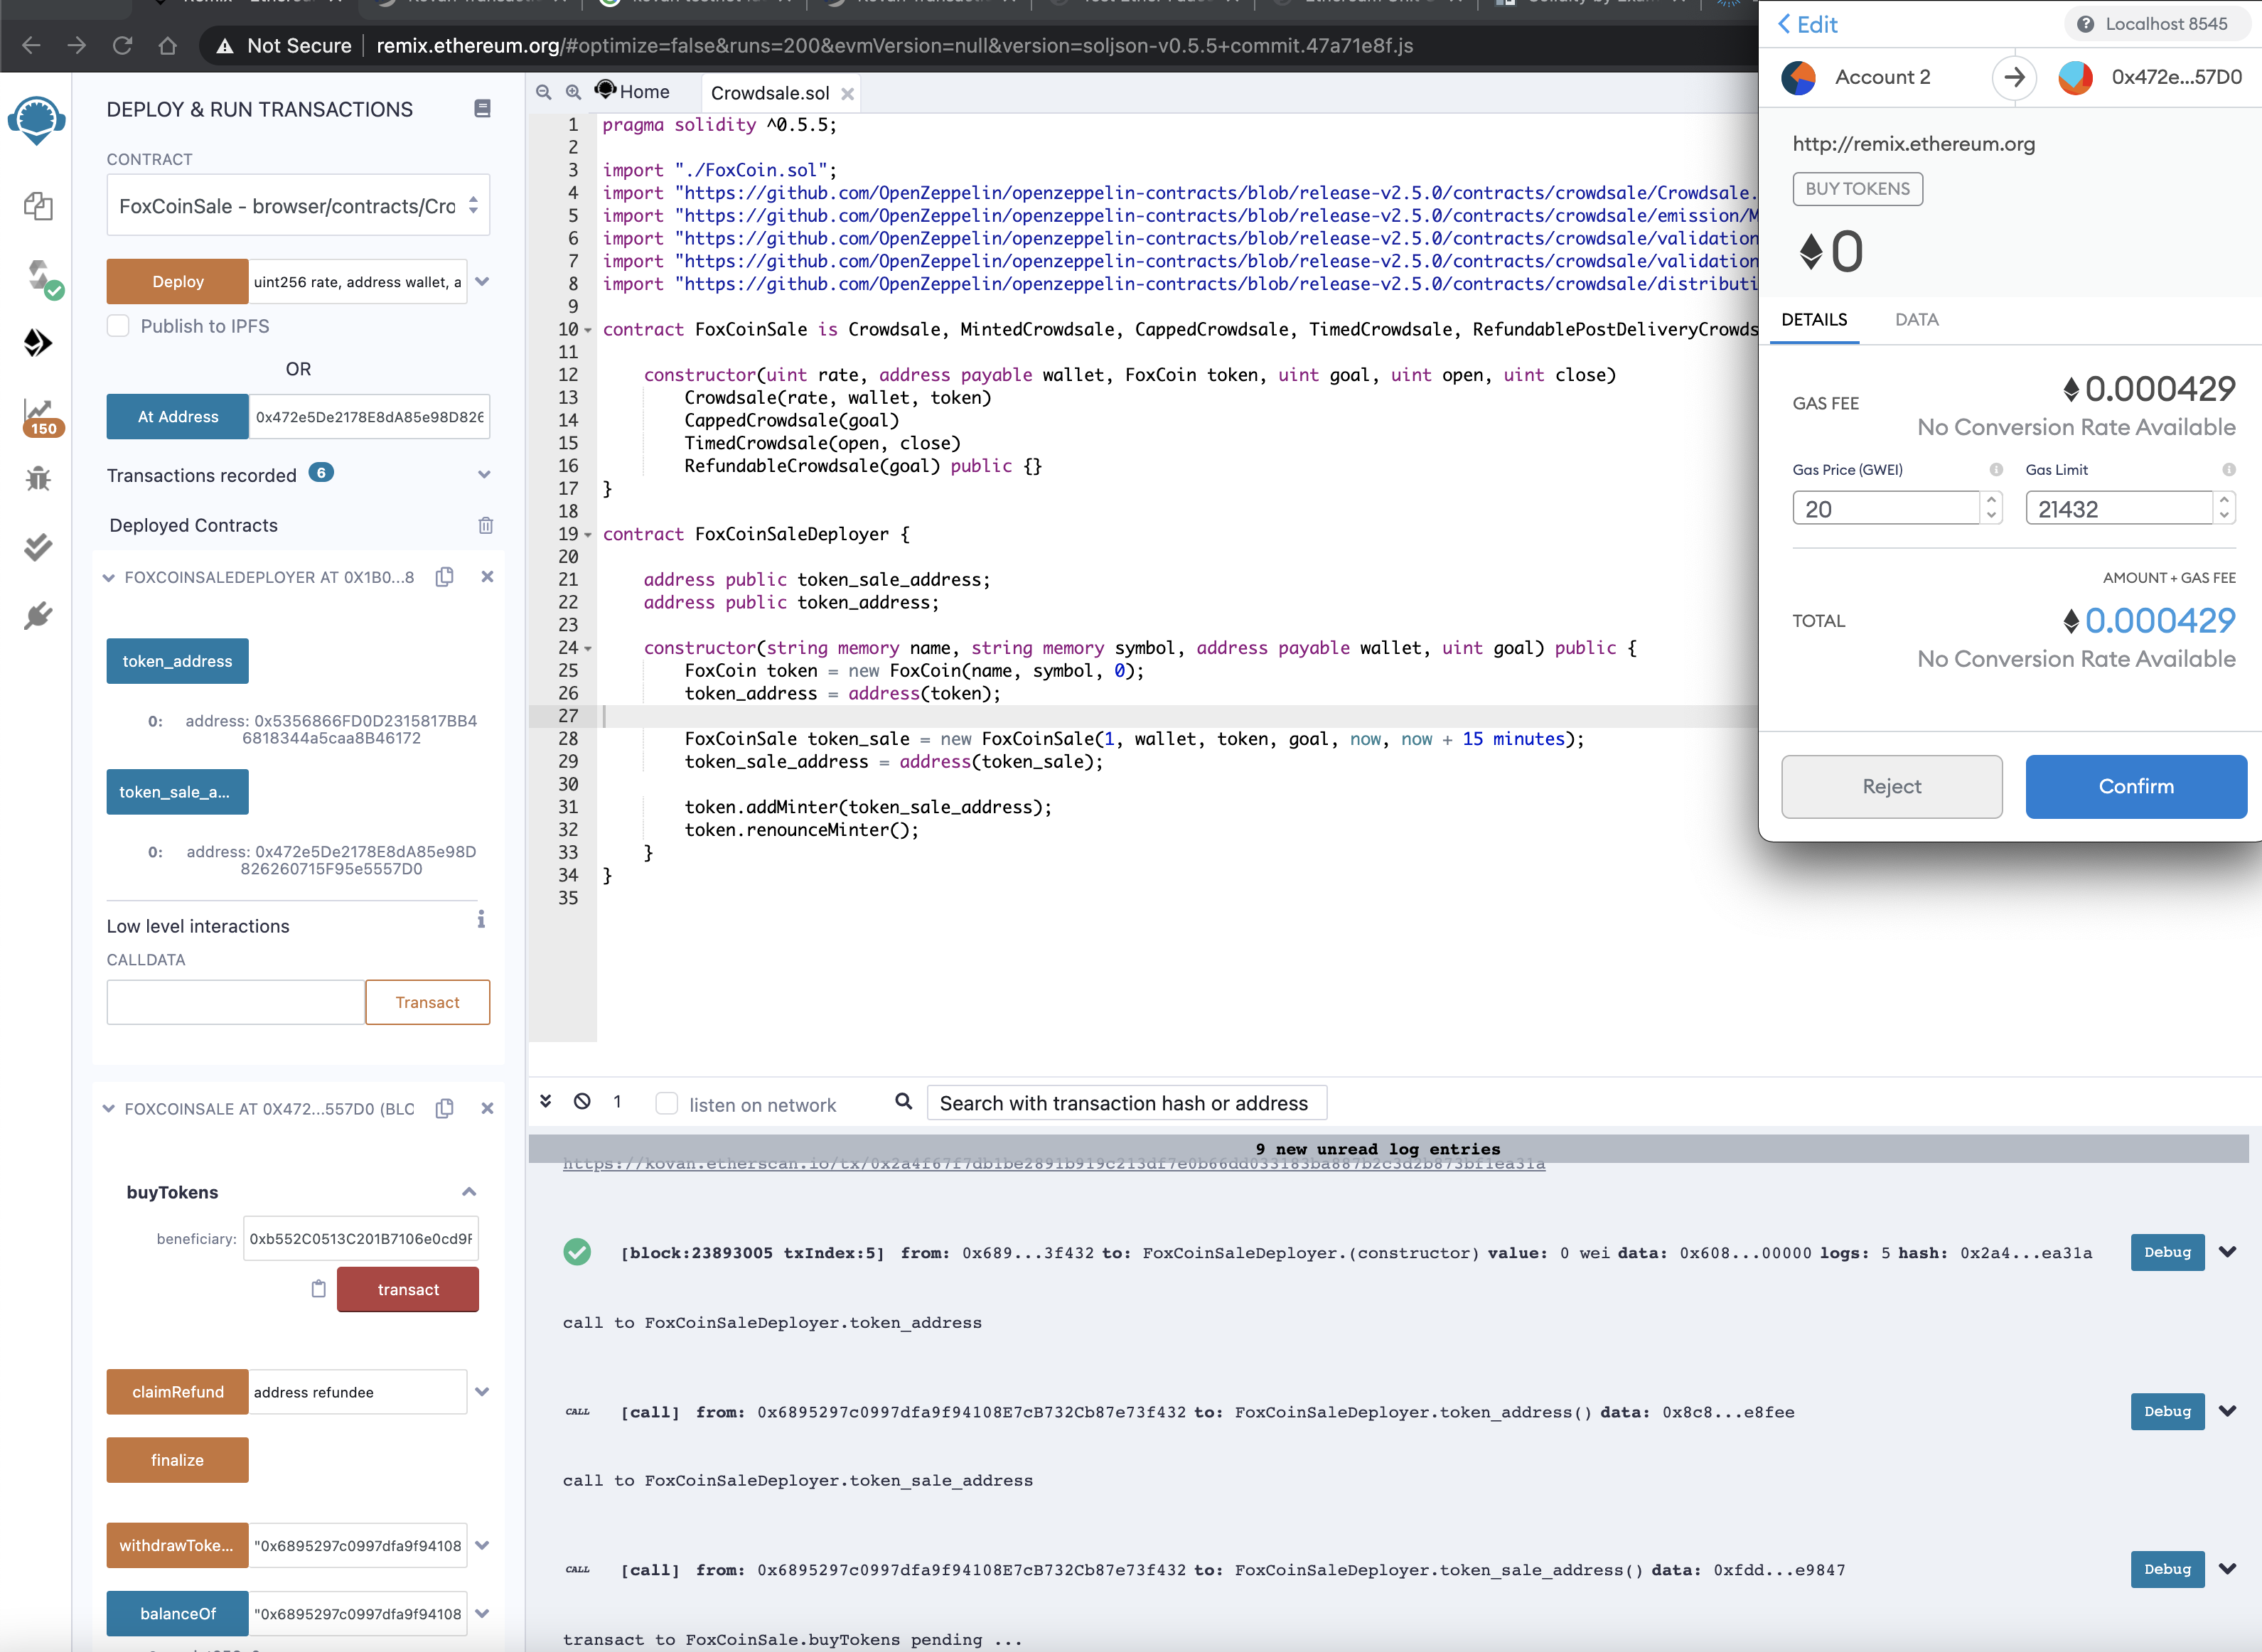 Not Secure
remix.ethereum.org/#optimize=false&runs=200&evmVersion=null&version=soljson-v0.5.5+commit.47a71e8f.js
DEPLOY & RUN TRANSACTIONS
CONTRACT
FoxCoinSale - browser/contracts/Cro
Deploy
uint256 rate, address wallet, a
Publish to IPFS
OR
At Address
0x472e5De2178E8dA85e98D826
150
Transactions recorded 6
Deployed Contracts
FOXCOINSALEDEPLOYER AT 0X1B0...8
token_address
0: address: 0x5356866FD0D2315817BB4
6818344a5caa8B46172
token_sale_a...
0: address: 0x472e5De2178E8dA85e98D
826260715F95e5557D0
Low level interactions
CALLDATA
Transact
FOXCOINSALE AT 0X472...557D0 (BLC
buyTokens
beneficiary:
0xb552C0513C201B7106e0cd9F
transact
claimRefund
address refundee
finalize
withdrawToke...
"0x6895297c0997dfa9f94108
balanceOf
"0x6895297c0997dfa9f94108
Home
Crowdsale.sol
1 pragma solidity ^0.5.5;
2
3 import "./FoxCoin.sol";
4 import "https://github.com/OpenZeppelin/openzeppelin-contracts/blob/release-v2.5.0/contracts/crowdsale/Crowdsale.
5 import "https://github.com/OpenZeppelin/openzeppelin-contracts/blob/release-v2.5.0/contracts/crowdsale/emission/M
6 import "https://github.com/OpenZeppelin/openzeppelin-contracts/blob/release-v2.5.0/contracts/crowdsale/validation
7 import "https://github.com/OpenZeppelin/openzeppelin-contracts/blob/release-v2.5.0/contracts/crowdsale/validation
8 import "https://github.com/OpenZeppelin/openzeppelin-contracts/blob/release-v2.5.0/contracts/crowdsale/distributi
9
10 contract FoxCoinSale is Crowdsale, MintedCrowdsale, CappedCrowdsale, TimedCrowdsale, RefundablePostDeliveryCrowds
11
12 constructor(uint rate, address payable wallet, FoxCoin token, uint goal, uint open, uint close)
13 Crowdsale(rate, wallet, token)
14 CappedCrowdsale(goal)
15 TimedCrowdsale(open, close)
16 RefundableCrowdsale(goal) public {}
17 }
18
19 contract FoxCoinSaleDeployer {
20
21 address public token_sale_address;
22 address public token_address;
23
24 constructor(string memory name, string memory symbol, address payable wallet, uint goal) public {
25 FoxCoin token = new FoxCoin(name, symbol, 0);
26 token_address = address(token);
27
28 FoxCoinSale token_sale = new FoxCoinSale(1, wallet, token, goal, now, now + 15 minutes);
29 token_sale_address = address(token_sale);
30
31 token.addMinter(token_sale_address);
32 token.renounceMinter();
33 }
34 }
35
1
listen on network
Search with transaction hash or address
9 new unread log entries
https://kovan.etherscan.io/tx/0x2a4f67f7db1be2891b919c213df7e0b66dd033183ba887b2c3d2b873bf1ea31a
[block:23893005 txIndex:5] from: 0x689...3f432 to: FoxCoinSaleDeployer.(constructor) value: 0 wei data: 0x608...00000 logs: 5 hash: 0x2a4...ea31a
Debug
call to FoxCoinSaleDeployer.token_address
CALL [call] from: 0x6895297c0997dfa9f94108E7cB732Cb87e73f432 to: FoxCoinSaleDeployer.token_address() data: 0x8c8...e8fee
Debug
call to FoxCoinSaleDeployer.token_sale_address
CALL [call] from: 0x6895297c0997dfa9f94108E7cB732Cb87e73f432 to: FoxCoinSaleDeployer.token_sale_address() data: 0xfdd...e9847
Debug
transact to FoxCoinSale.buyTokens pending ...
Edit
Localhost 8545
Account 2
0x472e...57D0
http://remix.ethereum.org
BUY TOKENS
0
DETAILS
DATA
GAS FEE
0.000429
No Conversion Rate Available
Gas Price (GWEI)
Gas Limit
20
21432
AMOUNT + GAS FEE
TOTAL
0.000429
No Conversion Rate Available
Reject
Confirm